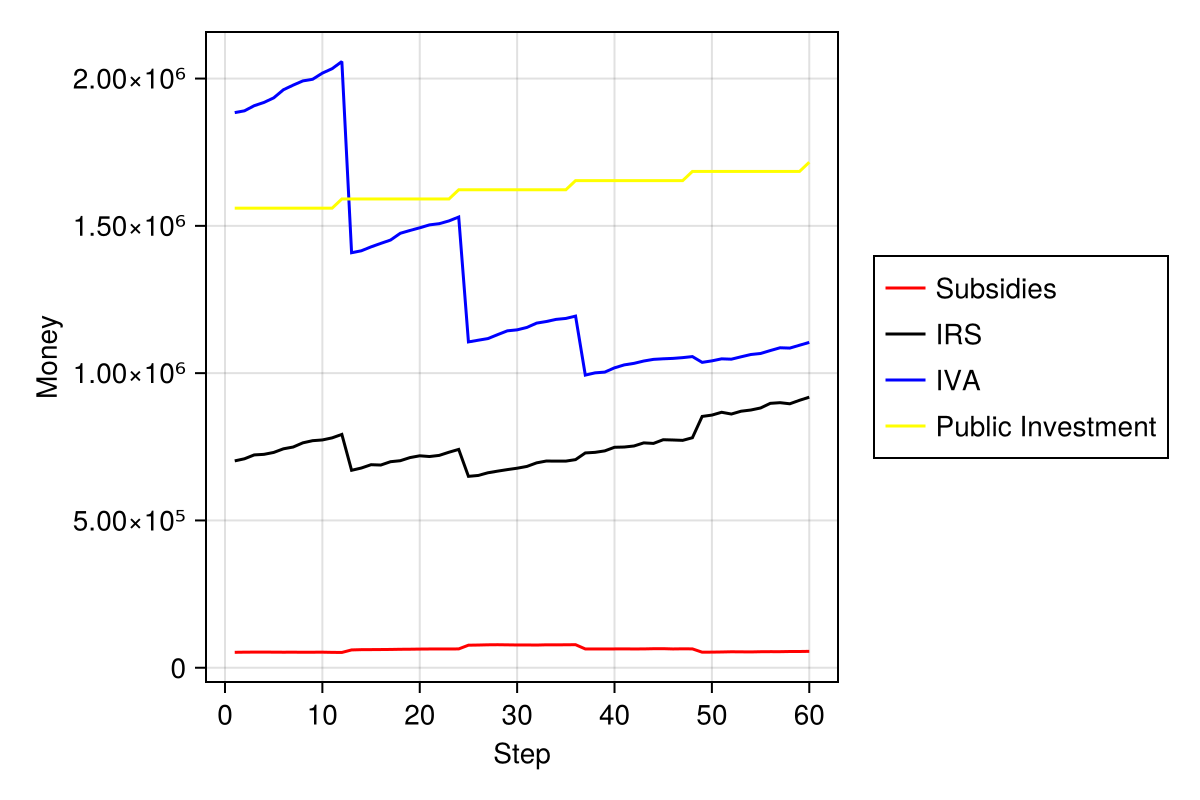 2.00×10⁶
1.50×10⁶
1.00×10⁶
5.00×10⁵
0
Money
0 10 20 30 40 50 60
Step
Subsidies
IRS
IVA
Public Investment